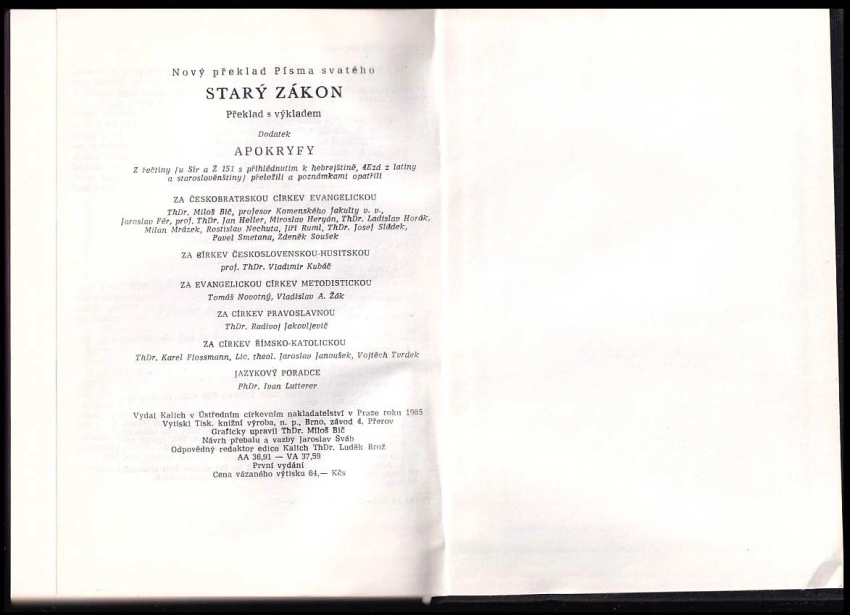 Nový překlad Písma svatého
STARÝ ZÁKON
Překlad s výkladem
Dodatek
APOKRYFY
Z řečtiny /u Sir a Ž 151 s přihlédnutím k hebrejštině, 4Ezd z latiny
a staroslověnštiny/ přeložili a poznámkami opatřili
ZA ČESKOBRATRSKOU CÍRKEV EVANGELICKOU
ThDr. Miloš Bič, profesor Komenského fakulty v. v.,
Jaroslav Fér, prof. ThDr. Jan Heller, Miroslav Heryán, ThDr. Ladislav Horák,
Milan Mrázek, Rostislav Nechuta, Jiří Ruml, ThDr. Josef Sládek,
Pavel Smetana, Zdeněk Soušek
ZA CÍRKEV ČESKOSLOVENSKOU-HUSITSKOU
prof. ThDr. Vladimír Kubáč
ZA EVANGELICKOU CÍRKEV METODISTICKOU
Tomáš Novotný, Vladislav A. Žák
ZA CÍRKEV PRAVOSLAVNOU
ThDr. Radivoj Jakovljevič
ZA CÍRKEV ŘÍMSKO-KATOLICKOU
ThDr. Karel Flossmann, Lic. theol. Jaroslav Janoušek, Vojtěch Tvrdek
JAZYKOVÝ PORADCE
PhDr. Ivan Lutterer
Vydal Kalich v Ústředním církevním nakladatelství v Praze roku 1985
Vytiskl Tisk, knižní výroba, n. p., Brno, závod 4, Přerov
Graficky upravil ThDr. Miloš Bič
Návrh přebalu a vazby Jaroslav Šváb
Odpovědný redaktor edice Kalich ThDr. Luděk Brož
AA 36,91 — VA 37,59
První vydání
Cena vázaného výtisku 64,— Kčs